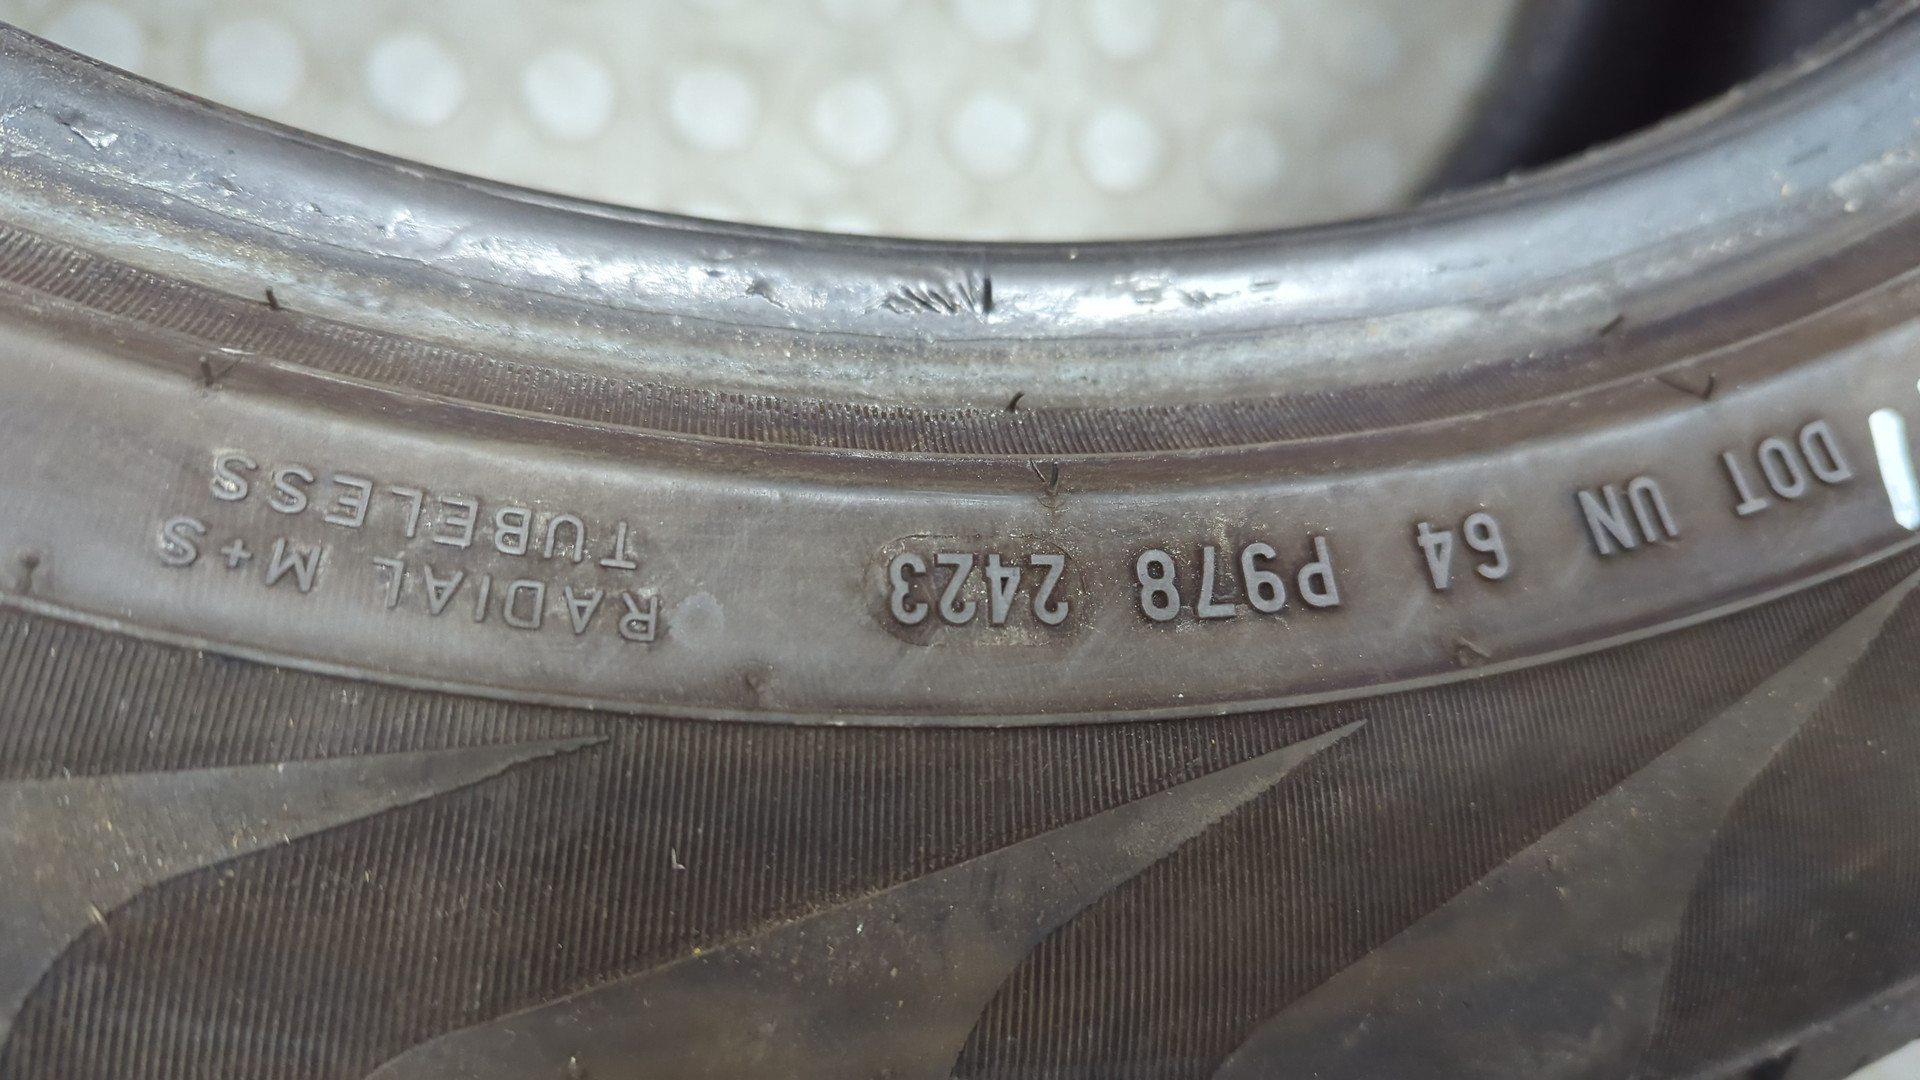 DOT UN 64 P978 2423
RADIAL M+S
TUBELESS